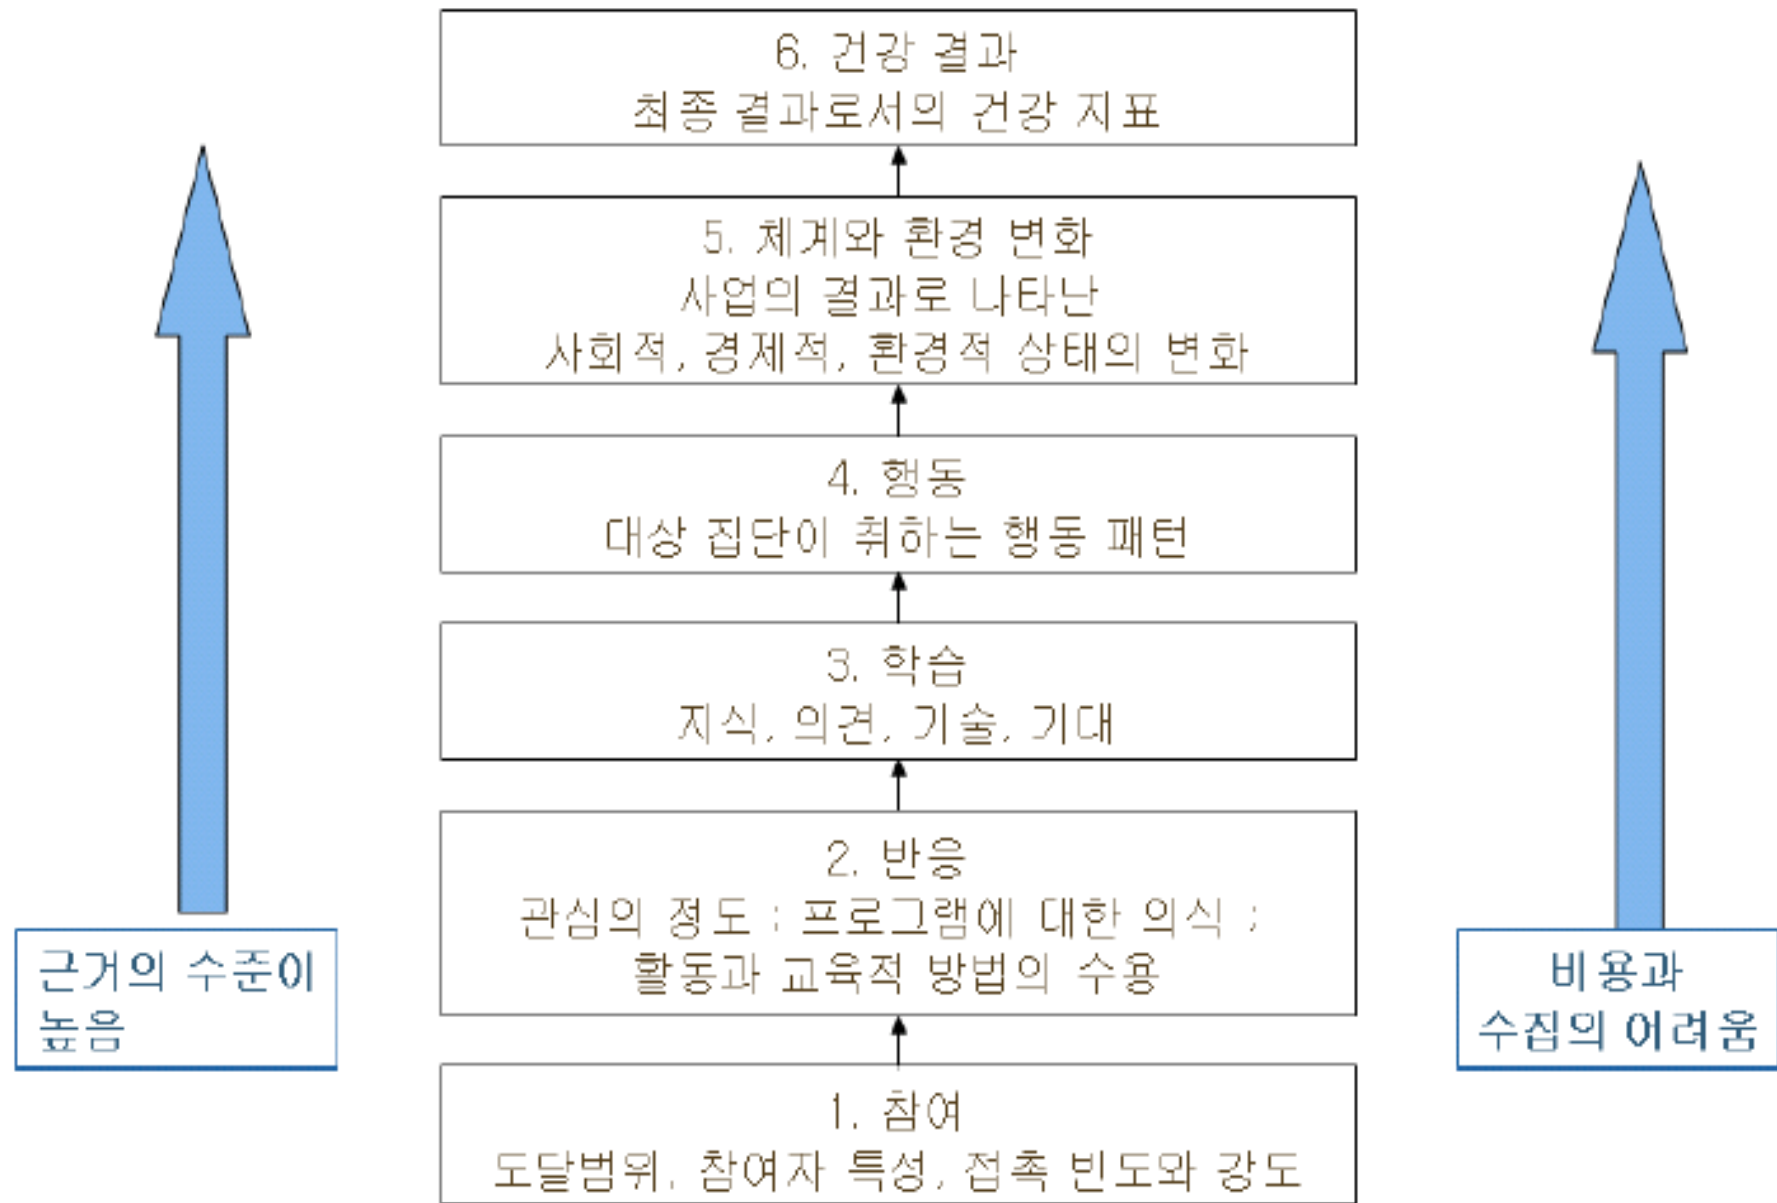 6. 건강 결과
최종 결과로서의 건강 지표
5. 체계와 환경 변화
사업의 결과로 나타난
사회적, 경제적, 환경적 상태의 변화
4. 행동
대상 집단이 취하는 행동 패턴
3. 학습
지식, 의견, 기술, 기대
2. 반응
관심의 정도 ; 프로그램에 대한 의식 ;
활동과 교육적 방법의 수용
1. 참여
도달범위, 참여자 특성, 접촉 빈도와 강도
근거의 수준이
높음
비용과
수집의 어려움